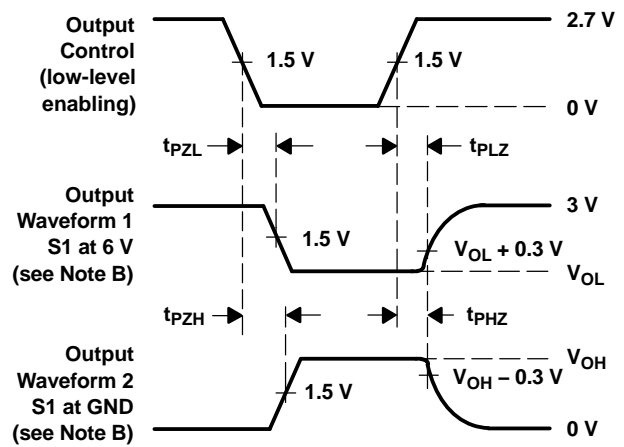 Output
Control
(low-level
enabling)
2.7 V
1.5 V
1.5 V
0 V
tPZL
tPLZ
Output
Waveform 1
S1 at 6 V
(see Note B)
3 V
1.5 V
VOL + 0.3 V
VOL
tPZH
tPHZ
Output
Waveform 2
S1 at GND
(see Note B)
VOH
1.5 V
VOH − 0.3 V
0 V